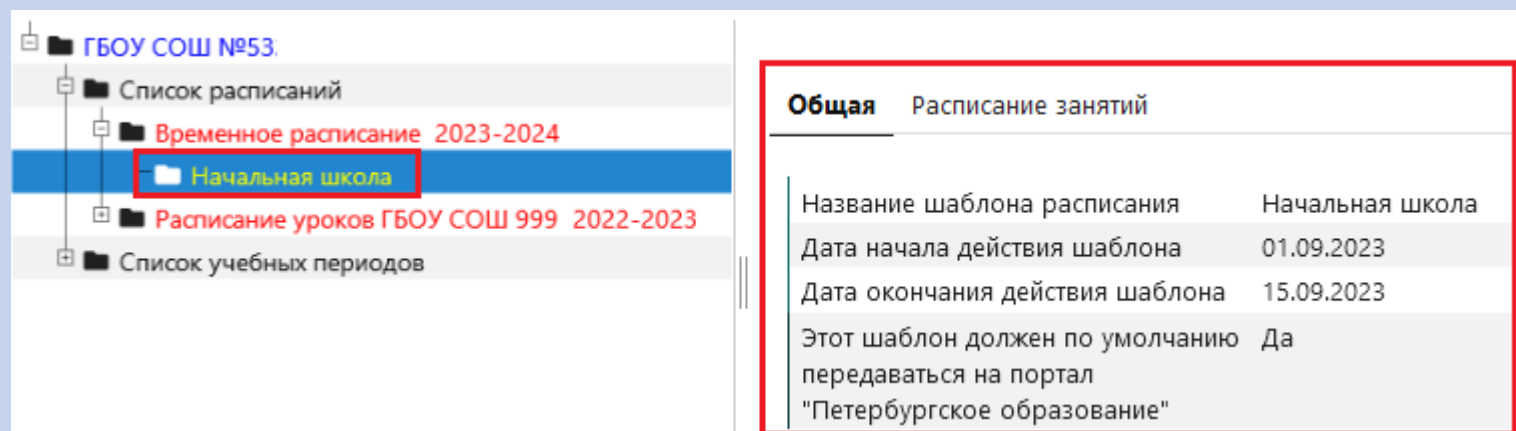 ГБОУ СОШ №53
Список расписаний
Временное расписание 2023-2024
Начальная школа
Расписание уроков ГБОУ СОШ 999 2022-2023
Список учебных периодов
Общая Расписание занятий
Название шаблона расписания Начальная школа
Дата начала действия шаблона 01.09.2023
Дата окончания действия шаблона 15.09.2023
Этот шаблон должен по умолчанию Да
передаваться на портал
"Петербургское образование"